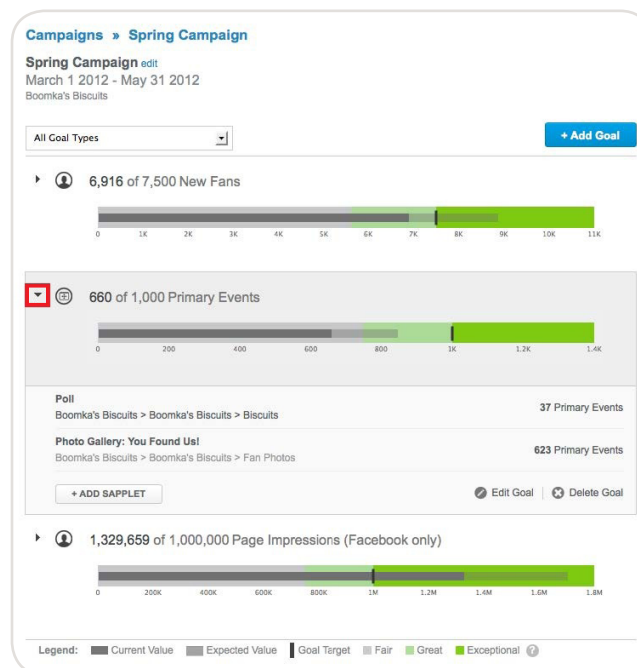 Campaigns » Spring Campaign
Spring Campaign edit
March 1 2012 - May 31 2012
Boomka's Biscuits
All Goal Types
+ Add Goal
6,916 of 7,500 New Fans
0 1K 2K 3K 4K 5K 6K 7K 8K 9K 10K 11K
660 of 1,000 Primary Events
0 200 400 600 800 1K 1.2K 1.4K
Poll
Boomka's Biscuits > Boomka's Biscuits > Biscuits
37 Primary Events
Photo Gallery: You Found Us!
Boomka's Biscuits > Boomka's Biscuits > Fan Photos
623 Primary Events
+ ADD SAPPLET
Edit Goal
Delete Goal
1,329,659 of 1,000,000 Page Impressions (Facebook only)
0 200K 400K 600K 800K 1M 1.2M 1.4M 1.6M 1.8M
Legend: Current Value Expected Value Goal Target Fair Great Exceptional ?